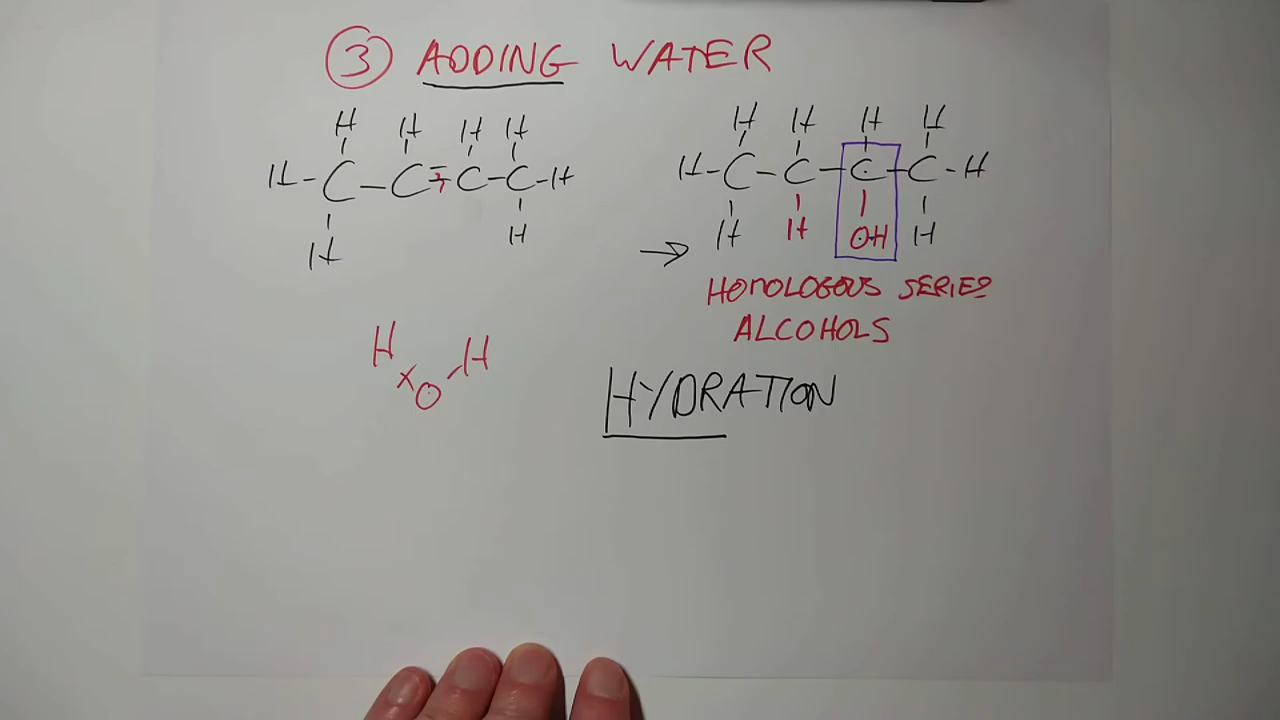 ③ ADDING WATER
H H H H
H-C-C=C-C-H
H H
H H H H
H-C-C-C-C-H
H H OH H
→
HOMOLOGOUS SERIES
ALCOHOLS
H H
O
HYDRATION